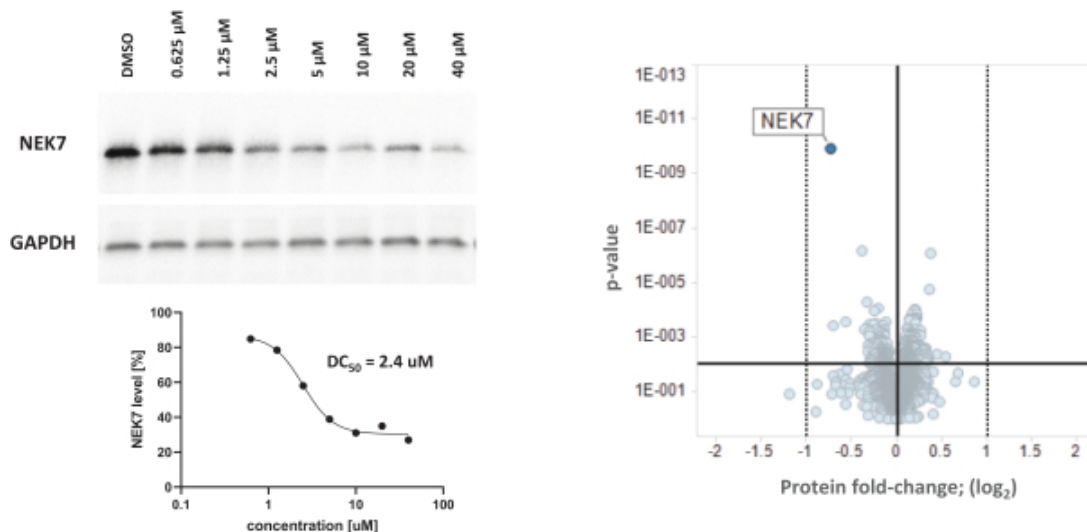 DMSO
0.625 µM
1.25 µM
2.5 µM
5 µM
10 µM
20 µM
40 µM
NEK7
GAPDH
100
80
60
40
20
0
NEK7 level [%]
DC₅₀ = 2.4 uM
0.1 1 10 100
concentration [uM]
1E-013
1E-011
1E-009
1E-007
1E-005
1E-003
1E-001
p-value
NEK7
-2 -1.5 -1 -0.5 0 0.5 1 1.5 2
Protein fold-change; (log₂)